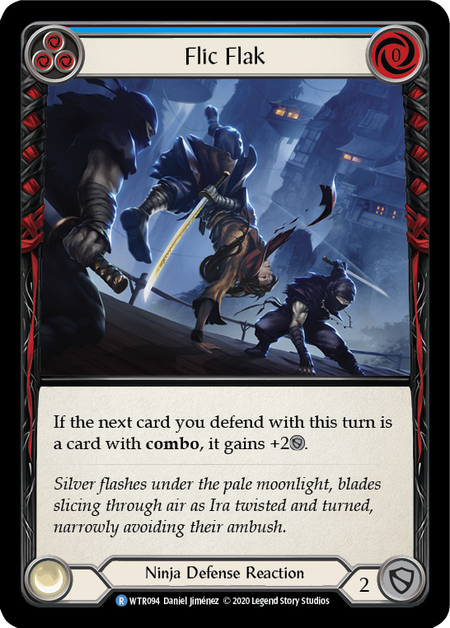 Flic Flak
0
If the next card you defend with this turn is
a card with combo, it gains +2.
Silver flashes under the pale moonlight, blades
slicing through air as Ira twisted and turned,
narrowly avoiding their ambush.
Ninja Defense Reaction
2
R WTR094 Daniel Jiménez © 2020 Legend Story Studios